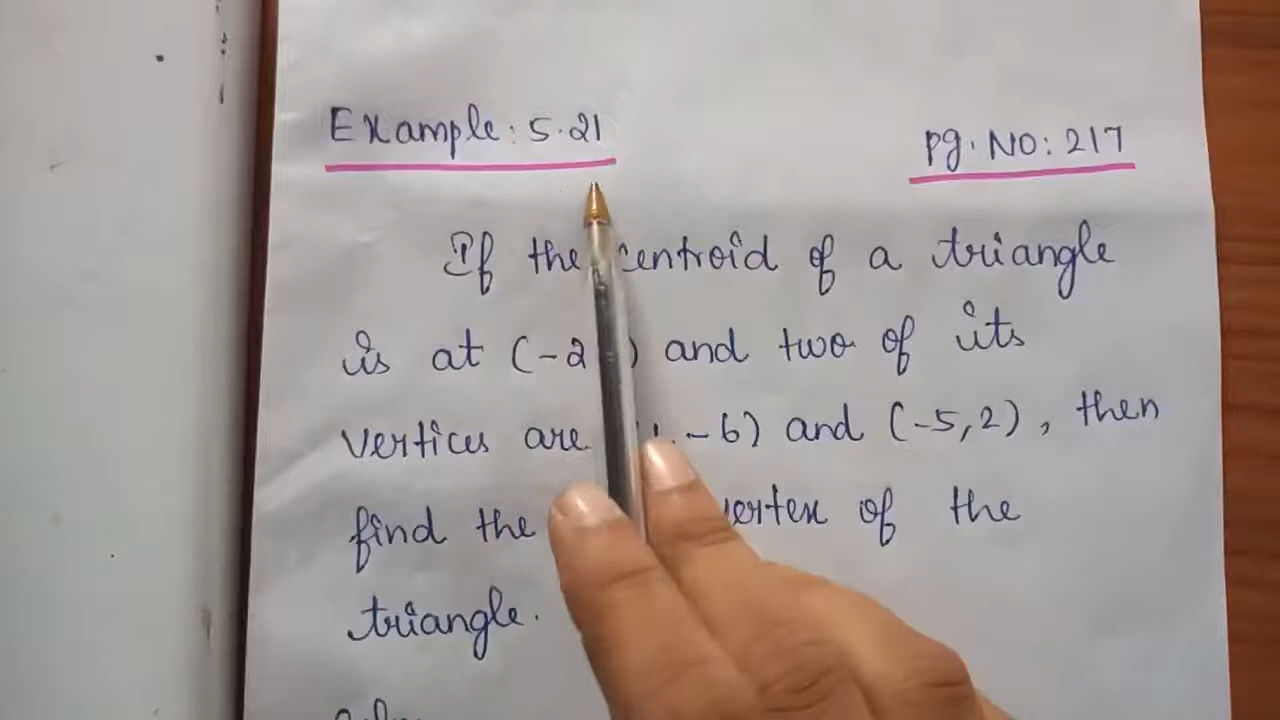 Example: 5.21
Pg. No: 217
If the centroid of a triangle
is at (-2 ) and two of its
vertices are -6) and (-5,2), then
find the of the
triangle.